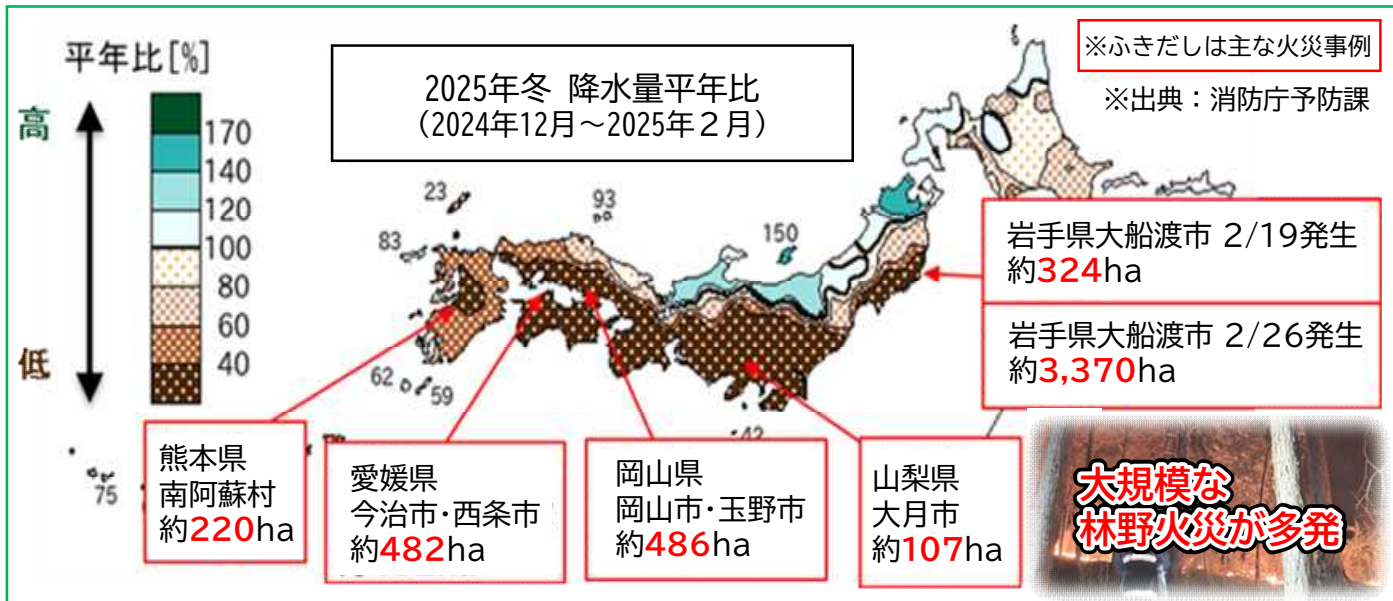 平年比[%]
高
170
140
120
100
80
60
40
低
2025年冬 降水量平年比
(2024年12月～2025年２月)
※ふきだしは主な火災事例
※出典：消防庁予防課
23
93
83
150
62
59
42
75
岩手県大船渡市 2/19発生
約324ha
岩手県大船渡市 2/26発生
約3,370ha
熊本県
南阿蘇村
約220ha
愛媛県
今治市･西条市
約482ha
岡山県
岡山市･玉野市
約486ha
山梨県
大月市
約107ha
大規模な
林野火災が多発